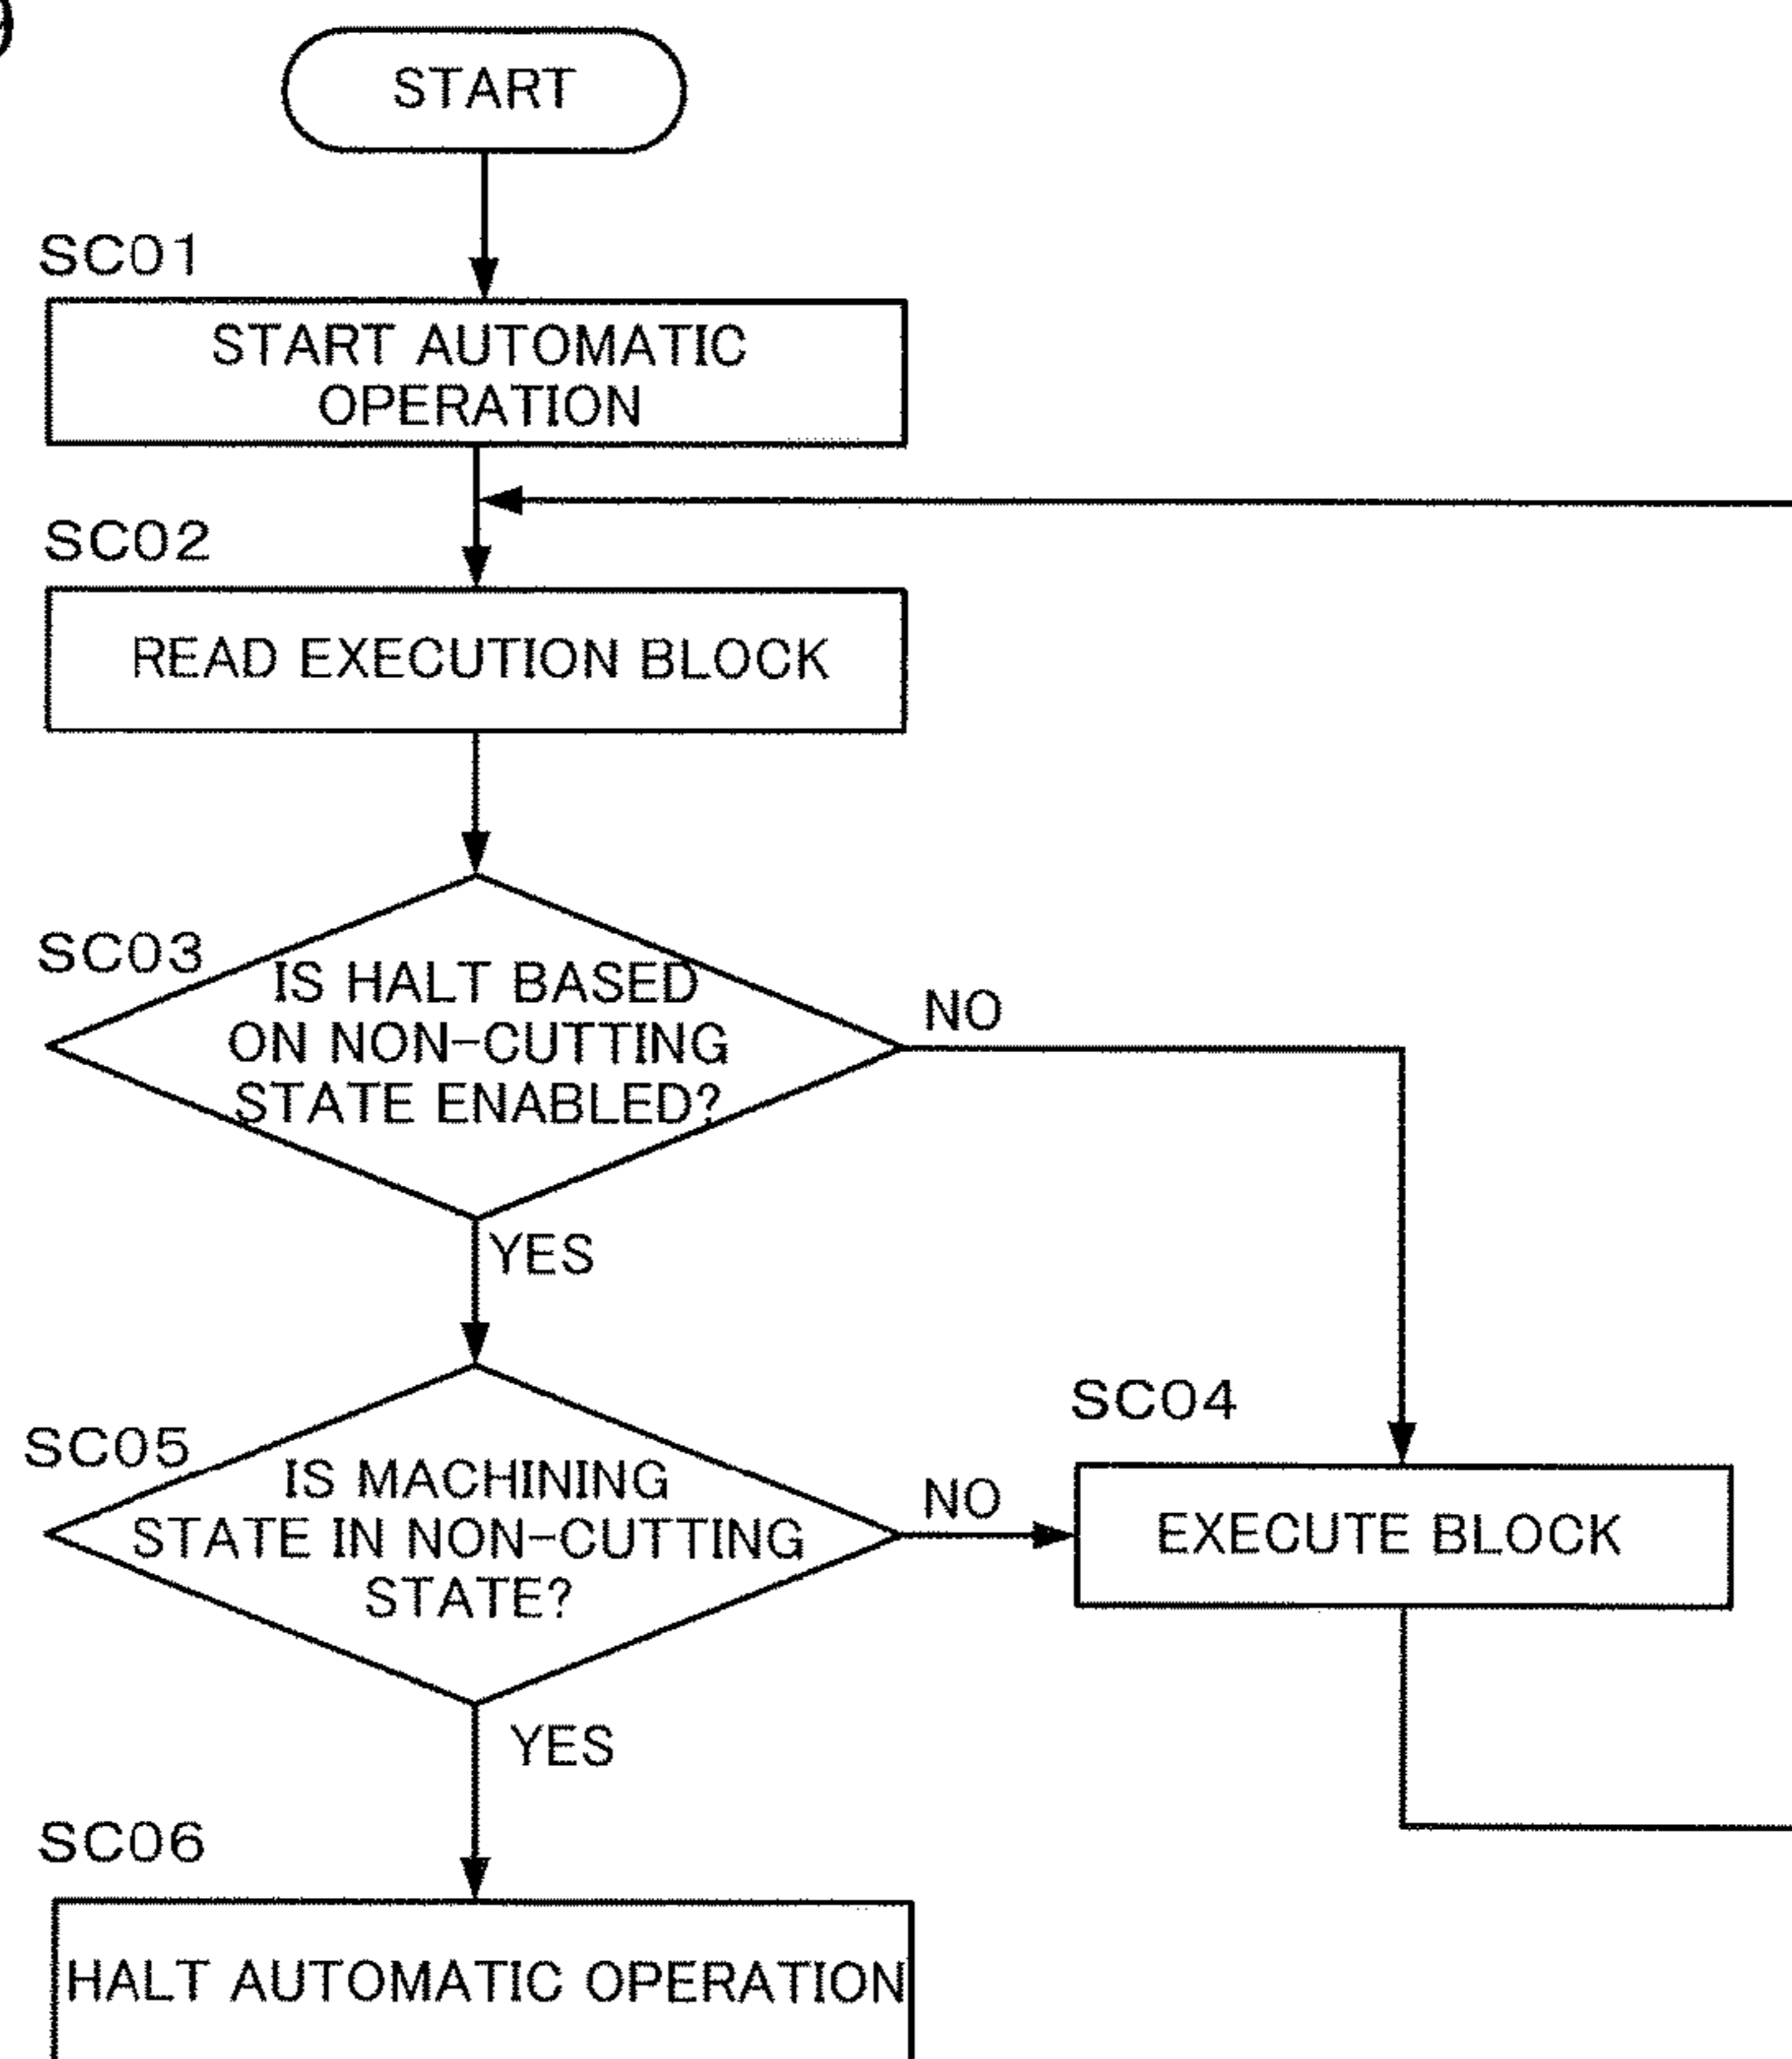 START
SC01
START AUTOMATIC
OPERATION
SC02
READ EXECUTION BLOCK
SC03
IS HALT BASED
ON NON-CUTTING
STATE ENABLED?
NO
YES
SC04
SC05
IS MACHINING
STATE IN NON-CUTTING
STATE?
NO
EXECUTE BLOCK
YES
SC06
HALT AUTOMATIC OPERATION